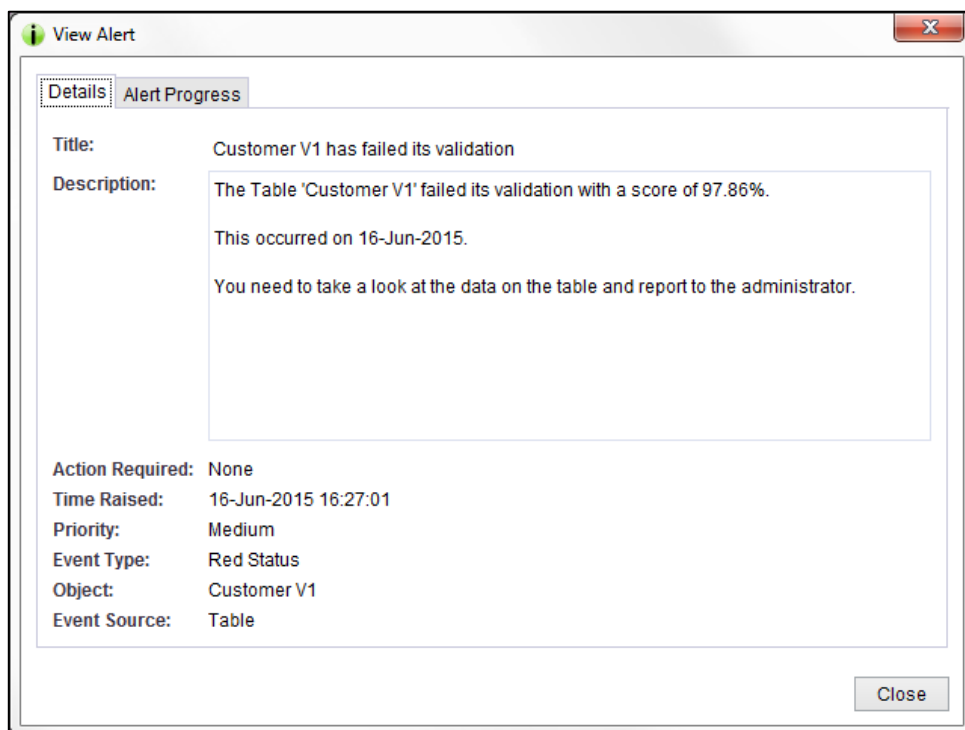 View Alert
Details Alert Progress
Title: Customer V1 has failed its validation
Description: The Table 'Customer V1' failed its validation with a score of 97.86%.
This occurred on 16-Jun-2015.
You need to take a look at the data on the table and report to the administrator.
Action Required: None
Time Raised: 16-Jun-2015 16:27:01
Priority: Medium
Event Type: Red Status
Object: Customer V1
Event Source: Table
Close